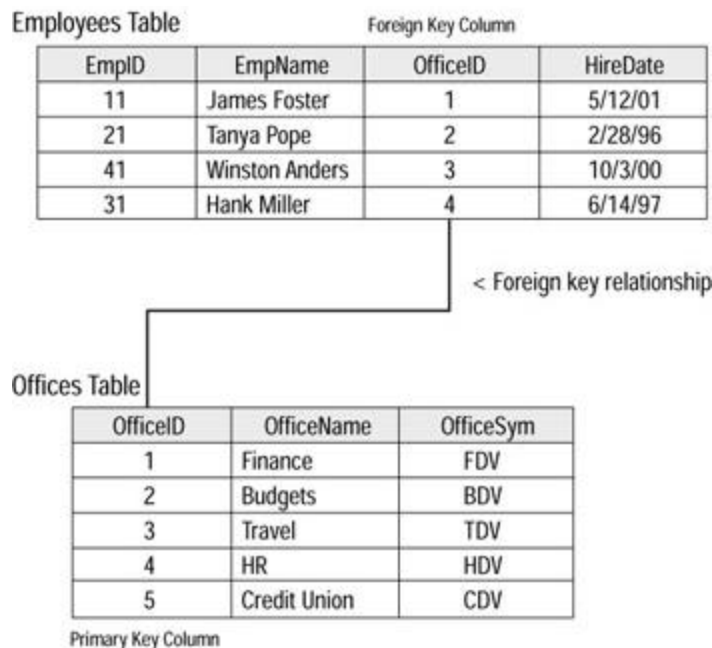 Employees Table Foreign Key Column
EmpID EmpName OfficeID HireDate
11 James Foster 1 5/12/01
21 Tanya Pope 2 2/28/96
41 Winston Anders 3 10/3/00
31 Hank Miller 4 6/14/97
< Foreign key relationship
Offices Table
OfficeID OfficeName OfficeSym
1 Finance FDV
2 Budgets BDV
3 Travel TDV
4 HR HDV
5 Credit Union CDV
Primary Key Column